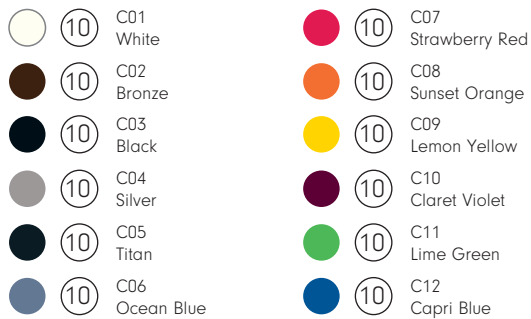 10 C01
White
10 C02
Bronze
10 C03
Black
10 C04
Silver
10 C05
Titan
10 C06
Ocean Blue
10 C07
Strawberry Red
10 C08
Sunset Orange
10 C09
Lemon Yellow
10 C10
Claret Violet
10 C11
Lime Green
10 C12
Capri Blue